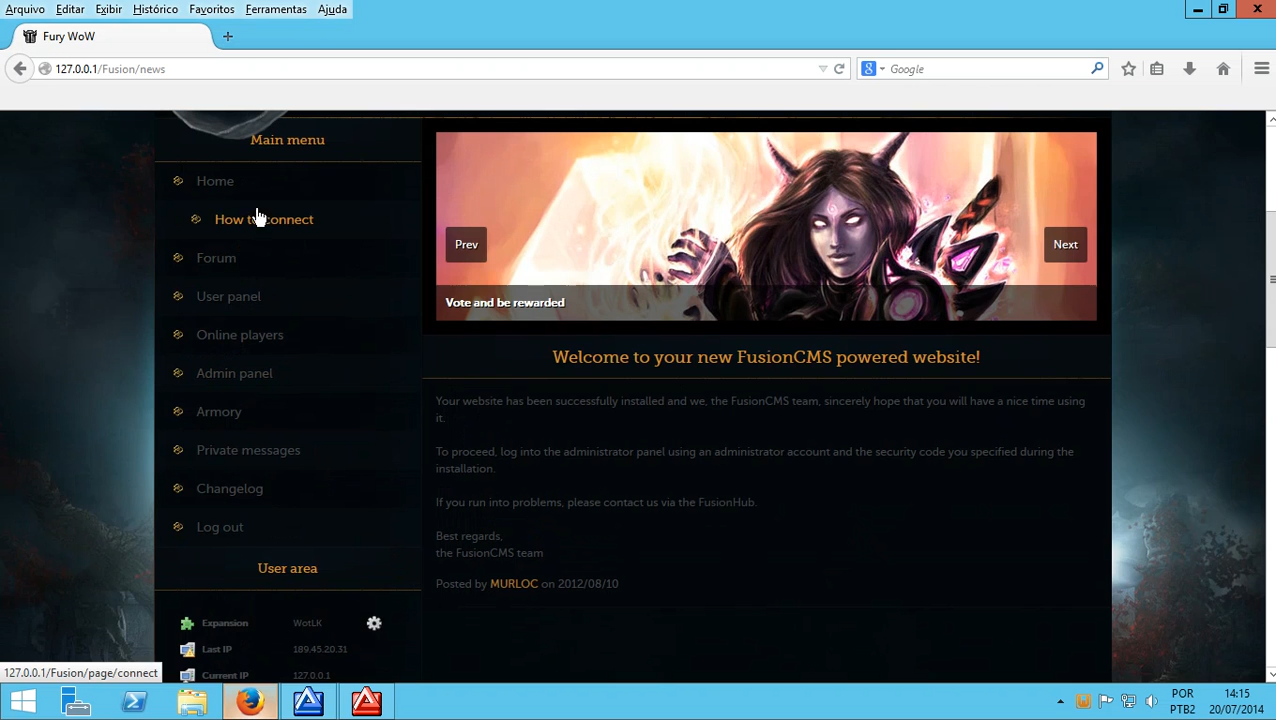 Arquivo Editar Exibir Histórico Favoritos Ferramentas Ajuda
Fury WoW
127.0.0.1/Fusion/news
Google
Main menu
Home
How to connect
Forum
User panel
Online players
Admin panel
Armory
Private messages
Changelog
Log out
User area
Expansion WotLK
Last IP 189.45.20.31
Current IP 127.0.0.1
Prev
Next
Vote and be rewarded
Welcome to your new FusionCMS powered website!
Your website has been successfully installed and we, the FusionCMS team, sincerely hope that you will have a nice time using
it.
To proceed, log into the administrator panel using an administrator account and the security code you specified during the
installation.
If you run into problems, please contact us via the FusionHub.
Best regards,
the FusionCMS team
Posted by MURLOC on 2012/08/10
127.0.0.1/Fusion/page/connect
POR
PTB2
14:15
20/07/2014